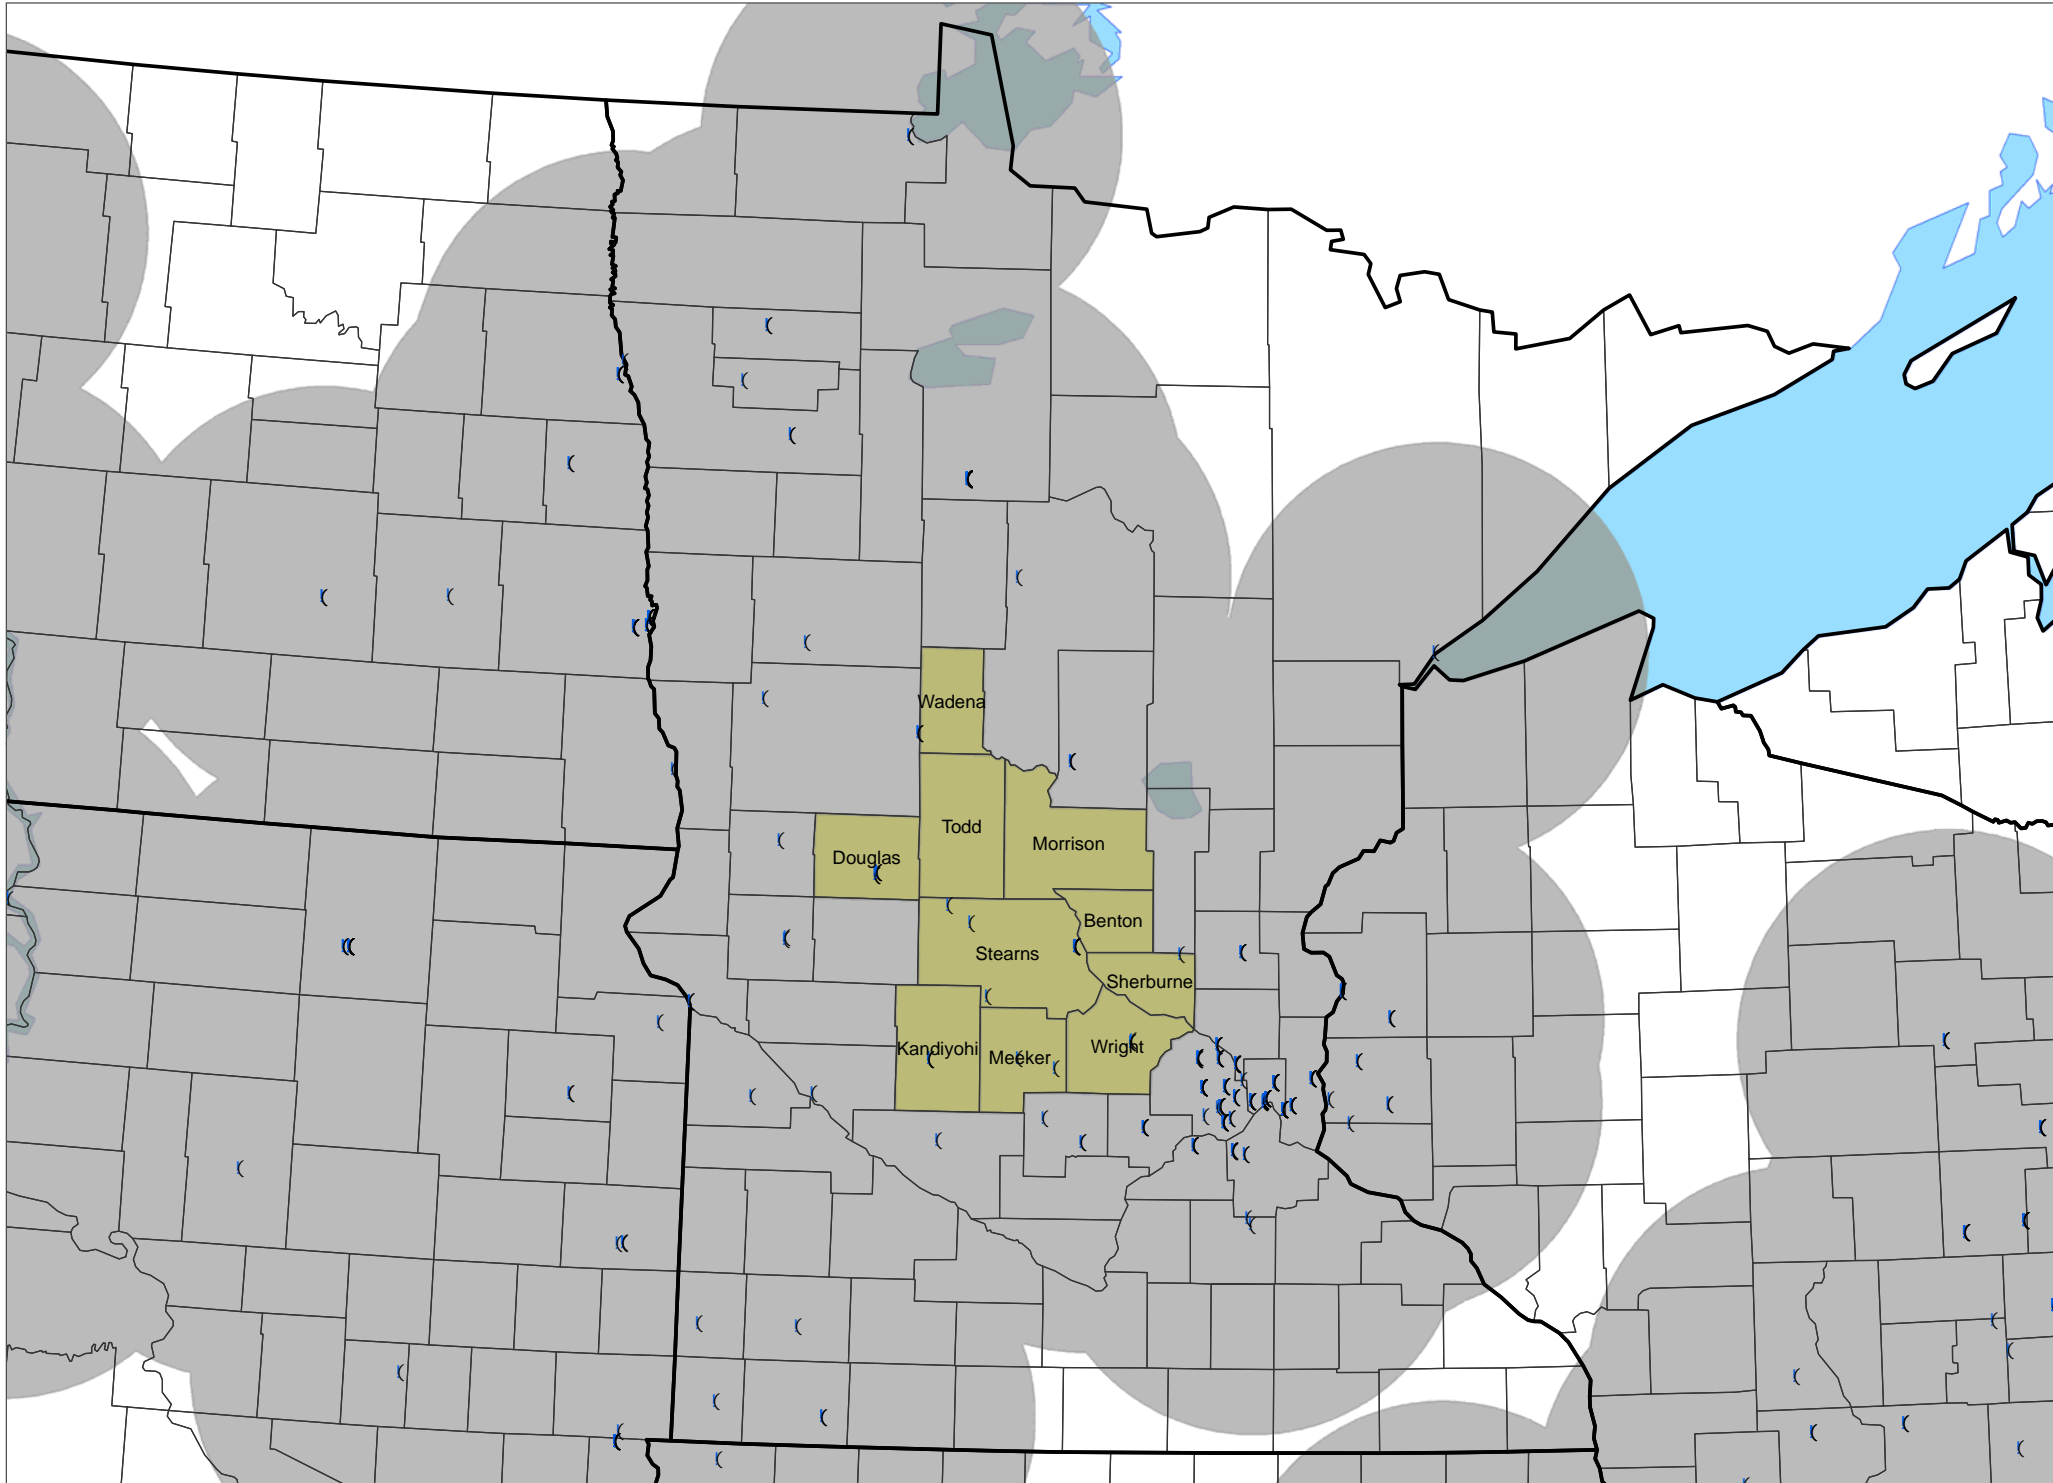 Wadena
Todd
Morrison
Douglas
Benton
Stearns
Sherburne
Kandiyohi
Meeker
Wright